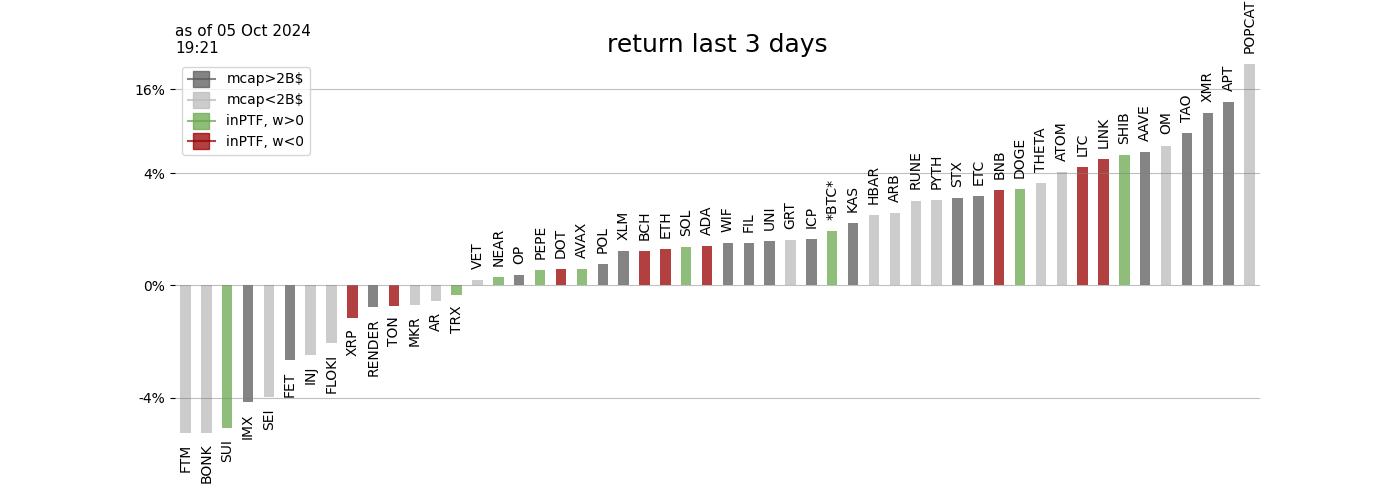 as of 05 Oct 2024
19:21
return last 3 days
mcap>2B$
mcap<2B$
inPTF, w>0
inPTF, w<0
16%
4%
0%
-4%
FTM
BONK
SUI
IMX
SEI
FET
INJ
FLOKI
XRP
RENDER
TON
MKR
AR
TRX
VET
NEAR
OP
PEPE
DOT
AVAX
POL
XLM
BCH
ETH
SOL
ADA
WIF
FIL
UNI
GRT
ICP
*BTC*
KAS
HBAR
ARB
RUNE
PYTH
STX
ETC
BNB
DOGE
THETA
ATOM
LTC
LINK
SHIB
AAVE
OM
TAO
XMR
APT
POPCAT